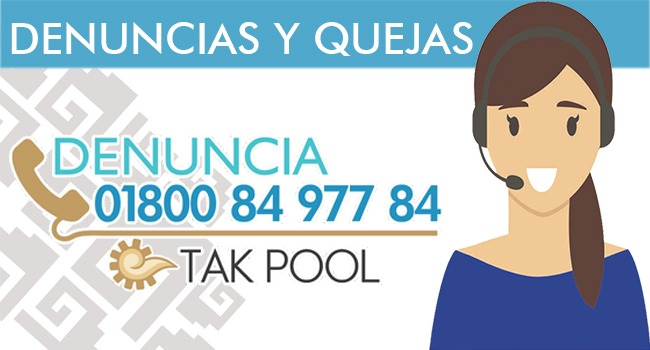 DENUNCIAS Y QUEJAS
DENUNCIA
01800 84 977 84
TAK POOL